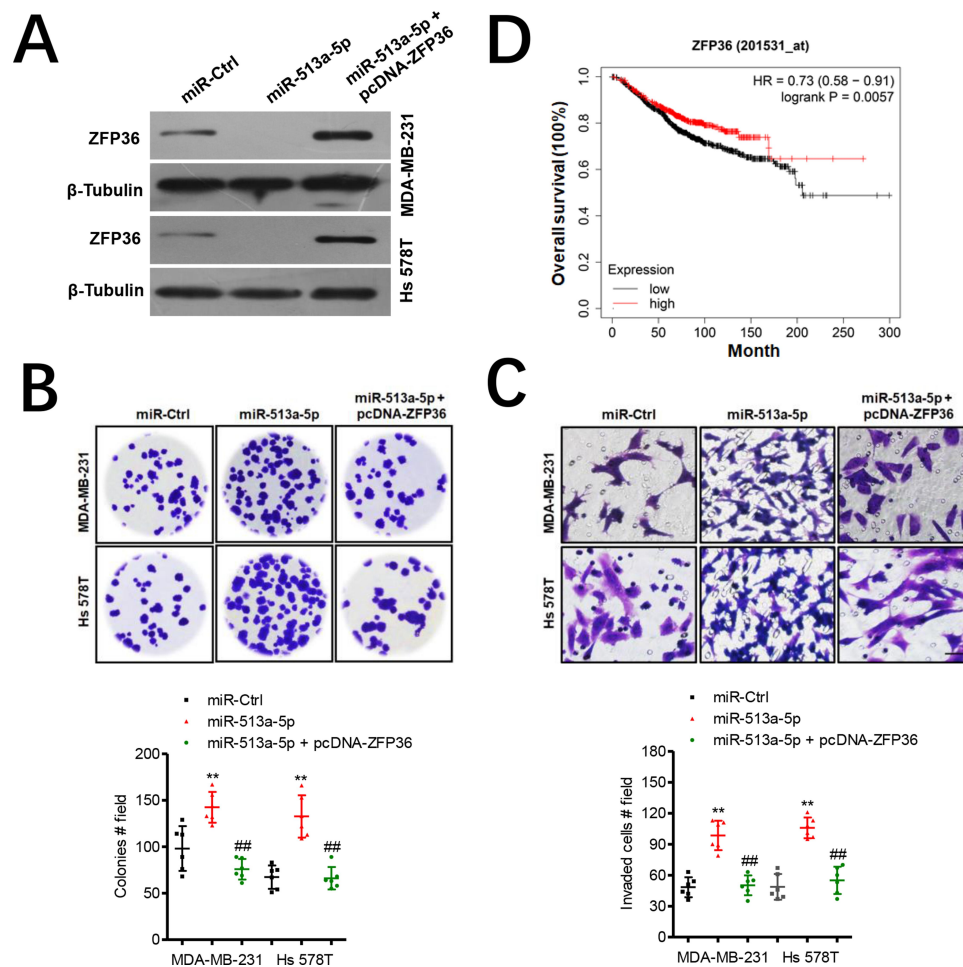 A
miR-Ctrl
miR-513a-5p
miR-513a-5p +
pcDNA-ZFP36
ZFP36
β-Tubulin
MDA-MB-231
ZFP36
β-Tubulin
Hs 578T
D
ZFP36 (201531_at)
HR = 0.73 (0.58 − 0.91)
logrank P = 0.0057
Overall survival (100%)
1.0
0.8
0.6
0.4
0.2
0.0
Expression
low
high
0 50 100 150 200 250 300
Month
B
miR-Ctrl
miR-513a-5p
miR-513a-5p +
pcDNA-ZFP36
MDA-MB-231
Hs 578T
miR-Ctrl
miR-513a-5p
miR-513a-5p + pcDNA-ZFP36
Colonies # field
200
150
100
50
0
**
##
**
##
MDA-MB-231 Hs 578T
C
miR-Ctrl
miR-513a-5p
miR-513a-5p +
pcDNA-ZFP36
MDA-MB-231
Hs 578T
miR-Ctrl
miR-513a-5p
miR-513a-5p + pcDNA-ZFP36
Invaded cells # field
180
150
120
90
60
30
0
**
##
**
##
MDA-MB-231 Hs 578T